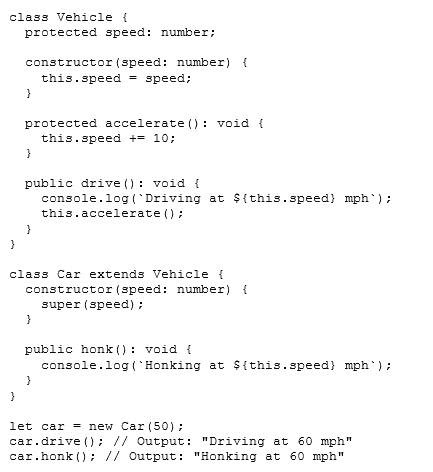 class Vehicle {
  protected speed: number;

  constructor(speed: number) {
    this.speed = speed;
  }

  protected accelerate(): void {
    this.speed += 10;
  }

  public drive(): void {
    console.log(`Driving at ${this.speed} mph`);
    this.accelerate();
  }
}

class Car extends Vehicle {
  constructor(speed: number) {
    super(speed);
  }

  public honk(): void {
    console.log(`Honking at ${this.speed} mph`);
  }
}

let car = new Car(50);
car.drive(); // Output: "Driving at 60 mph"
car.honk(); // Output: "Honking at 60 mph"